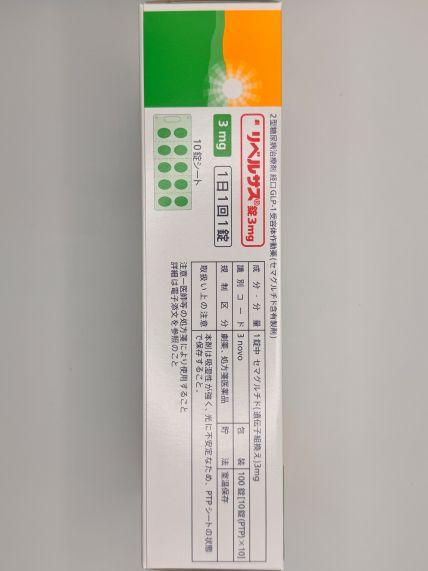 2型糖尿病治療剤 経口GLP-1受容体作動薬(セマグルチド含有製剤)
劇 リベルサス®錠3mg
3 mg
1日1回1錠
10錠シート
成分・分量 1錠中 セマグルチド(遺伝子組換え)3mg
識別コード 3 novo 包装 100錠[10錠(PTP)×10]
規制区分 劇薬、処方箋医薬品 貯法 室温保存
取扱い上の注意 本剤は吸湿性が強く、光に不安定なため、PTPシートの状態
で保存すること。
注意－医師等の処方箋により使用すること
詳細は電子添文を参照のこと